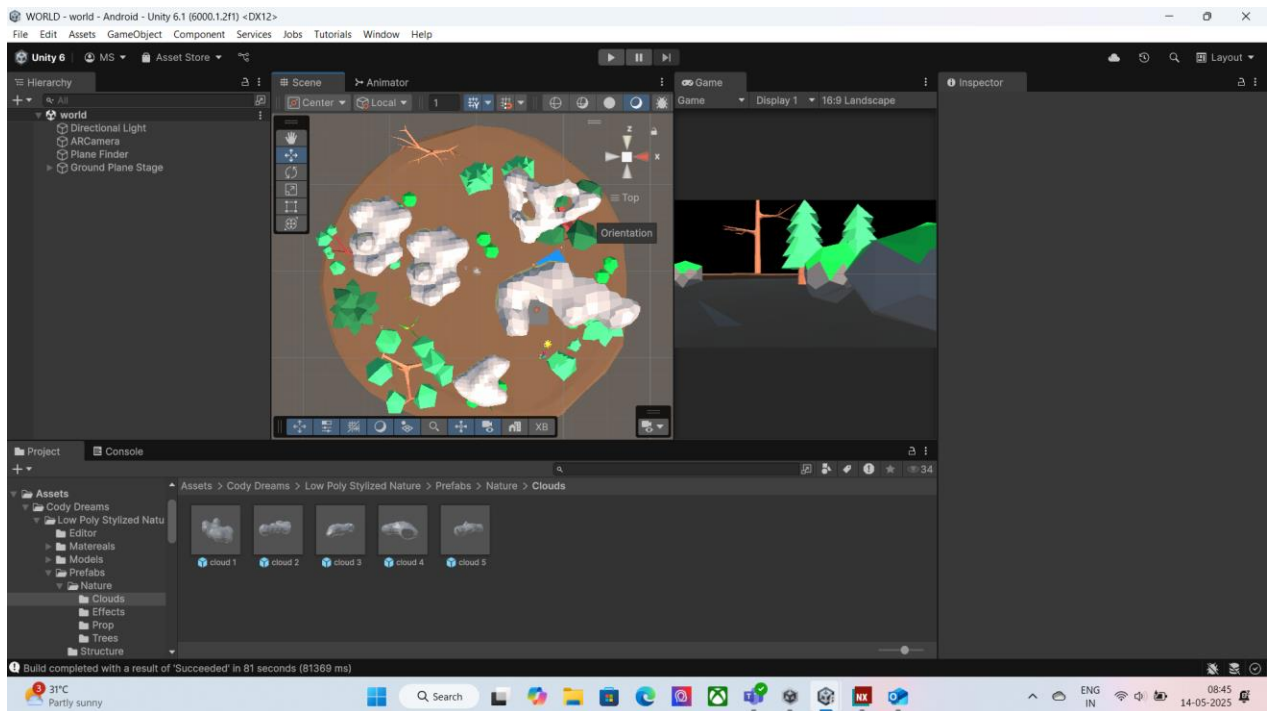 WORLD - world - Android - Unity 6.1 (6000.1.2f1) <DX12>
File Edit Assets GameObject Component Services Jobs Tutorials Window Help
Unity 6 MS Asset Store Layout
Hierarchy
All
world
Directional Light
ARCamera
Plane Finder
Ground Plane Stage
Scene Animator
Center Local 1
z
x
Top
Orientation
XB
Game
Game Display 1 16:9 Landscape
Inspector
Project Console
34
Assets
Cody Dreams
Low Poly Stylized Natu
Editor
Matereals
Models
Prefabs
Nature
Clouds
Effects
Prop
Trees
Structure
Assets > Cody Dreams > Low Poly Stylized Nature > Prefabs > Nature > Clouds
cloud 1 cloud 2 cloud 3 cloud 4 cloud 5
Build completed with a result of 'Succeeded' in 81 seconds (81369 ms)
3
31°C
Partly sunny
Search
NX
ENG
IN
08:45
14-05-2025